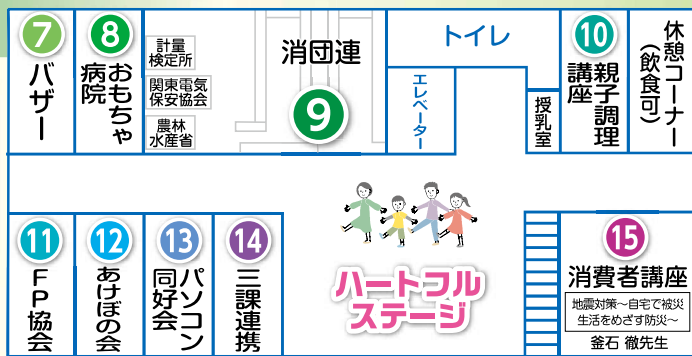 7
バザー
8
おもちゃ
病院
計量
検定所
関東電気
保安協会
農林
水産省
消団連
9
トイレ
エレベーター
授乳室
10
親子調理
講座
休憩コーナー
(飲食可)
11
FP協会
12
あけぼの会
13
パソコン
同好会
14
三課連携
ハートフル
ステージ
15
消費者講座
地震対策～自宅で被災
生活をめざす防災～
釜石 徹先生